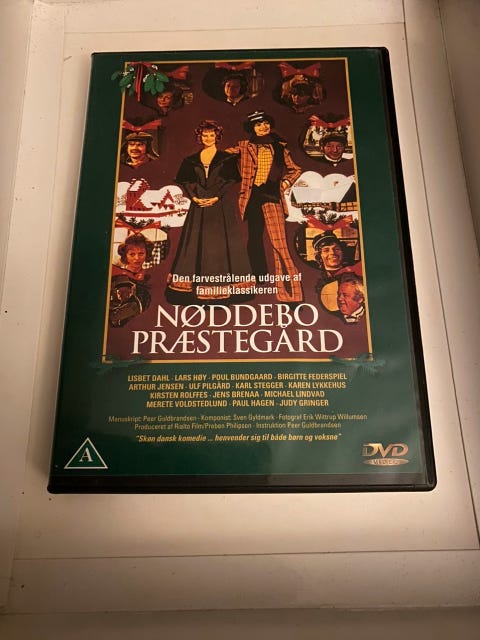 Den farvestrålende udgave af
familieklassikeren
NØDDEBO
PRÆSTEGÅRD
LISBET DAHL · LARS HØY · POUL BUNDGAARD · BIRGITTE FEDERSPIEL
ARTHUR JENSEN · ULF PILGÅRD · KARL STEGGER · KAREN LYKKEHUS
KIRSTEN ROLFFES · JENS BRENAA · MICHAEL LINDVAD
MERETE VOLDSTEDLUND · PAUL HAGEN · JUDY GRINGER
Manuskript: Peer Guldbrandsen · Komponist: Sven Gyldmark · Fotograf Erik Wittrup Willumsen
Produceret af Rialto Film/Preben Philipsen · Instruktion Peer Guldbrandsen
"Skøn dansk komedie ... henvender sig til både børn og voksne"
A
DVD